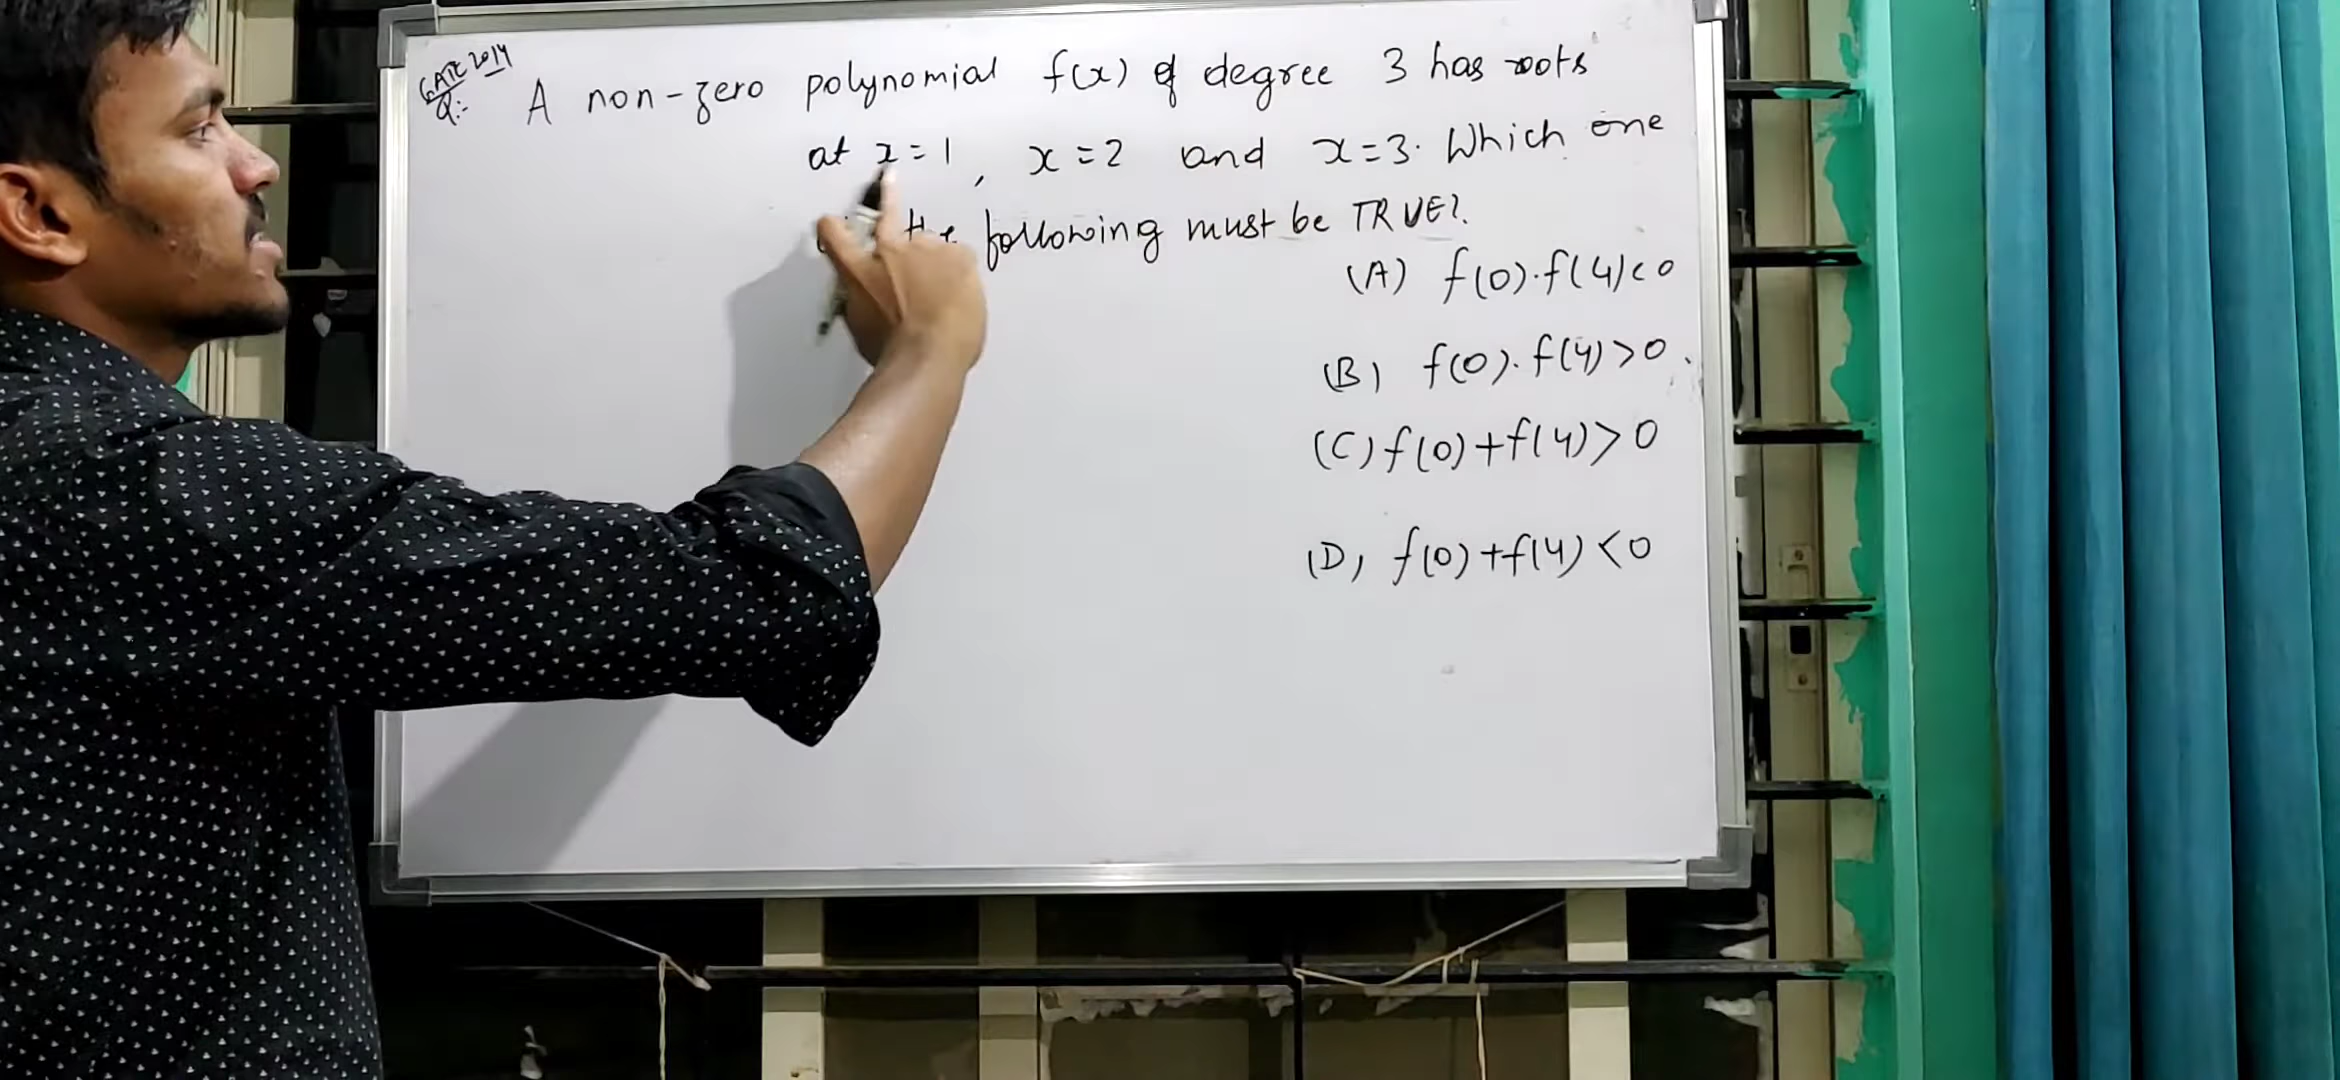 GATE 2014
Q:- A non-zero polynomial f(x) of degree 3 has roots
at x=1, x=2 and x=3. Which one
the following must be TRUE?.
(A) f(0).f(4)<0
(B) f(0).f(4)>0.
(C) f(0)+f(4)>0
(D) f(0)+f(4)<0